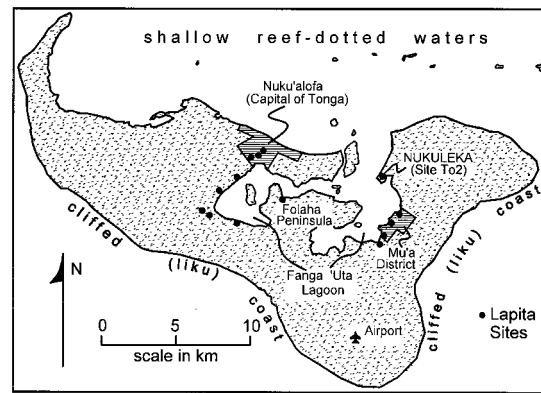 shallow reef-dotted waters
Nuku'alofa
(Capital of Tonga)
NUKULEKA
(Site To2)
Folaha
Peninsula
Mu'a
District
Fanga 'Uta
Lagoon
cliffed (liku) coast
cliffed (liku) coast
N
0 5 10
scale in km
Airport
Lapita
Sites